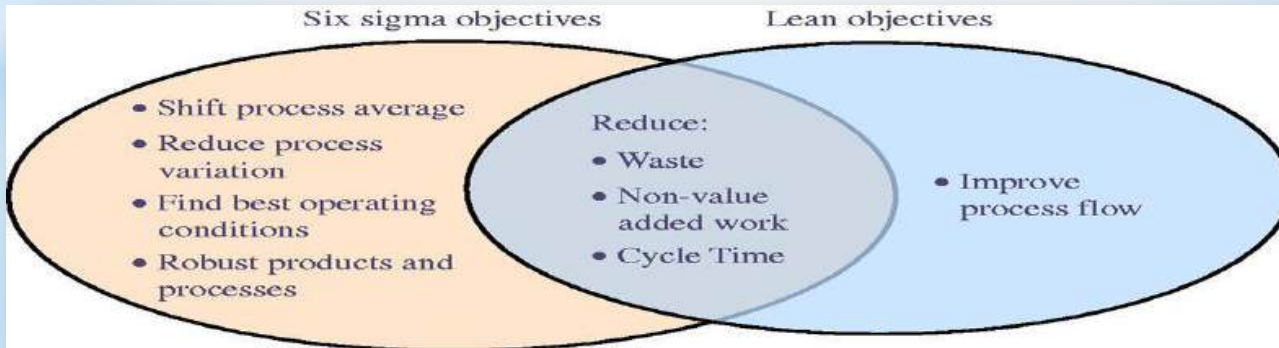 Six sigma objectives
Lean objectives
• Shift process average
• Reduce process
variation
• Find best operating
conditions
• Robust products and
processes
Reduce:
• Waste
• Non-value
added work
• Cycle Time
• Improve
process flow